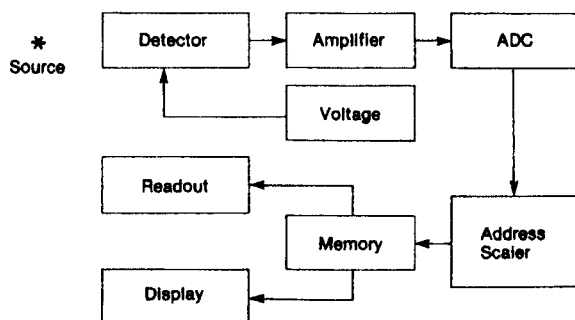 *
Source
Detector
Amplifier
ADC
Voltage
Readout
Memory
Address
Scaler
Display